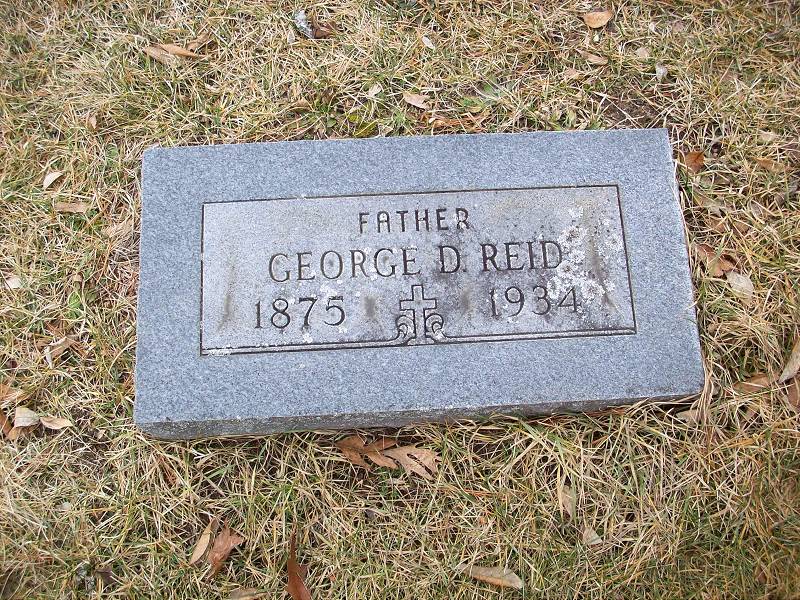 FATHER
GEORGE D. REID
1875 1934